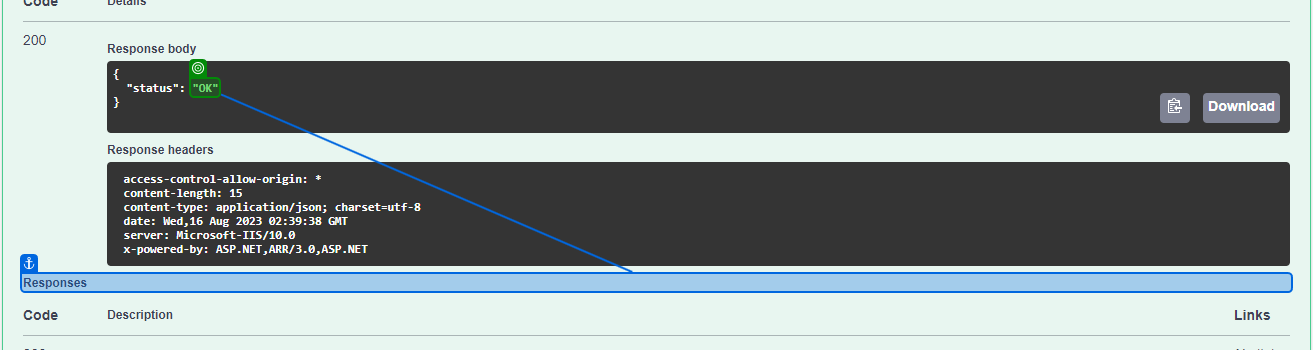 Code Details
200
Response body
{
"status": "OK"
}
Download
Response headers
access-control-allow-origin: *
content-length: 15
content-type: application/json; charset=utf-8
date: Wed,16 Aug 2023 02:39:38 GMT
server: Microsoft-IIS/10.0
x-powered-by: ASP.NET,ARR/3.0,ASP.NET
Responses
Code Description Links